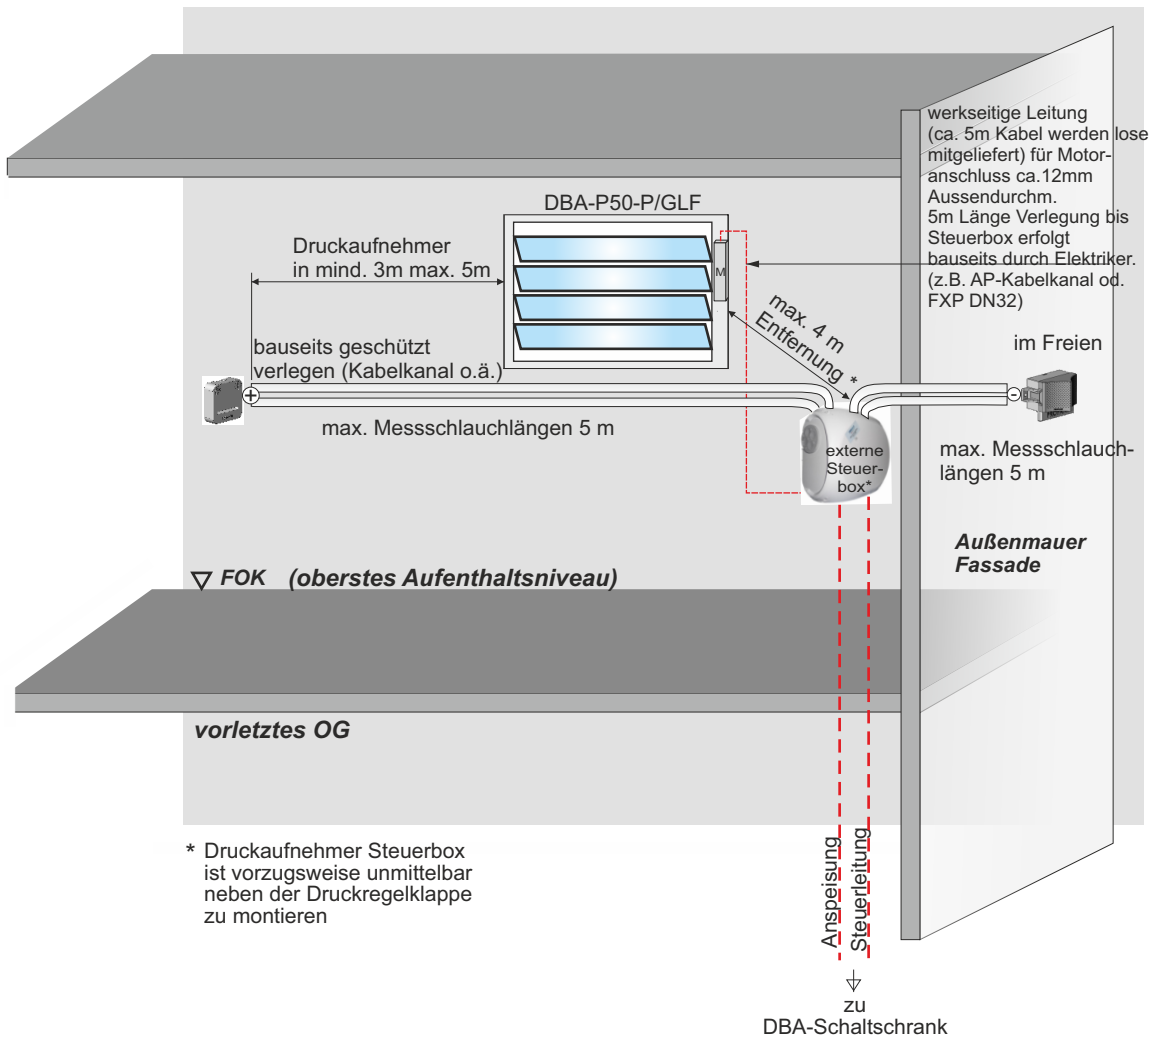 werkseitige Leitung
(ca. 5m Kabel werden lose
mitgeliefert) für Motor-
anschluss ca.12mm
Aussendurchm.
5m Länge Verlegung bis
Steuerbox erfolgt
bauseits durch Elektriker.
(z.B. AP-Kabelkanal od.
FXP DN32)
DBA-P50-P/GLF
Druckaufnehmer
in mind. 3m max. 5m
M
max. 4 m
Entfernung *
im Freien
bauseits geschützt
verlegen (Kabelkanal o.ä.)
+
-
max. Messschlauchlängen 5 m
externe
Steuer-
box*
max. Messschlauch-
längen 5 m
Außenmauer
Fassade
FOK (oberstes Aufenthaltsniveau)
vorletztes OG
* Druckaufnehmer Steuerbox
ist vorzugsweise unmittelbar
neben der Druckregelklappe
zu montieren
Anspeisung
Steuerleitung
zu
DBA-Schaltschrank